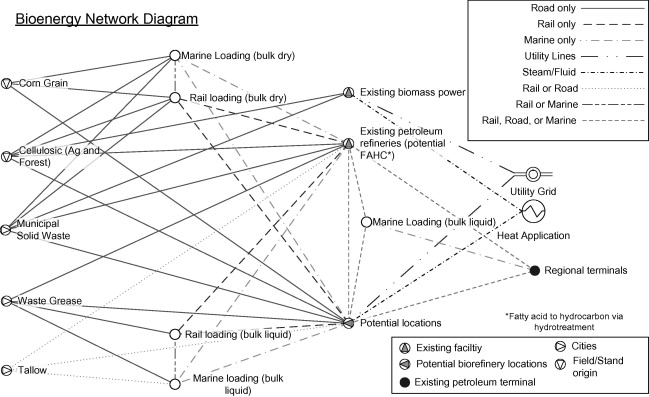 Bioenergy Network Diagram
Road only
Rail only
Marine only
Utility Lines
Steam/Fluid
Rail or Road
Rail or Marine
Rail, Road, or Marine
Marine Loading (bulk dry)
Corn Grain
Rail loading (bulk dry)
Existing biomass power
Existing petroleum
refineries (potential
FAHC*)
Cellulosic (Ag and
Forest)
Utility Grid
Municipal
Solid Waste
Marine Loading (bulk liquid)
Heat Application
Regional terminals
Waste Grease
Potential locations
*Fatty acid to hydrocarbon via
hydrotreatment
Rail loading (bulk liquid)
Tallow
Marine loading (bulk
liquid)
Existing faciltiy
Cities
Potential biorefinery locations
Field/Stand
origin
Existing petroleum terminal